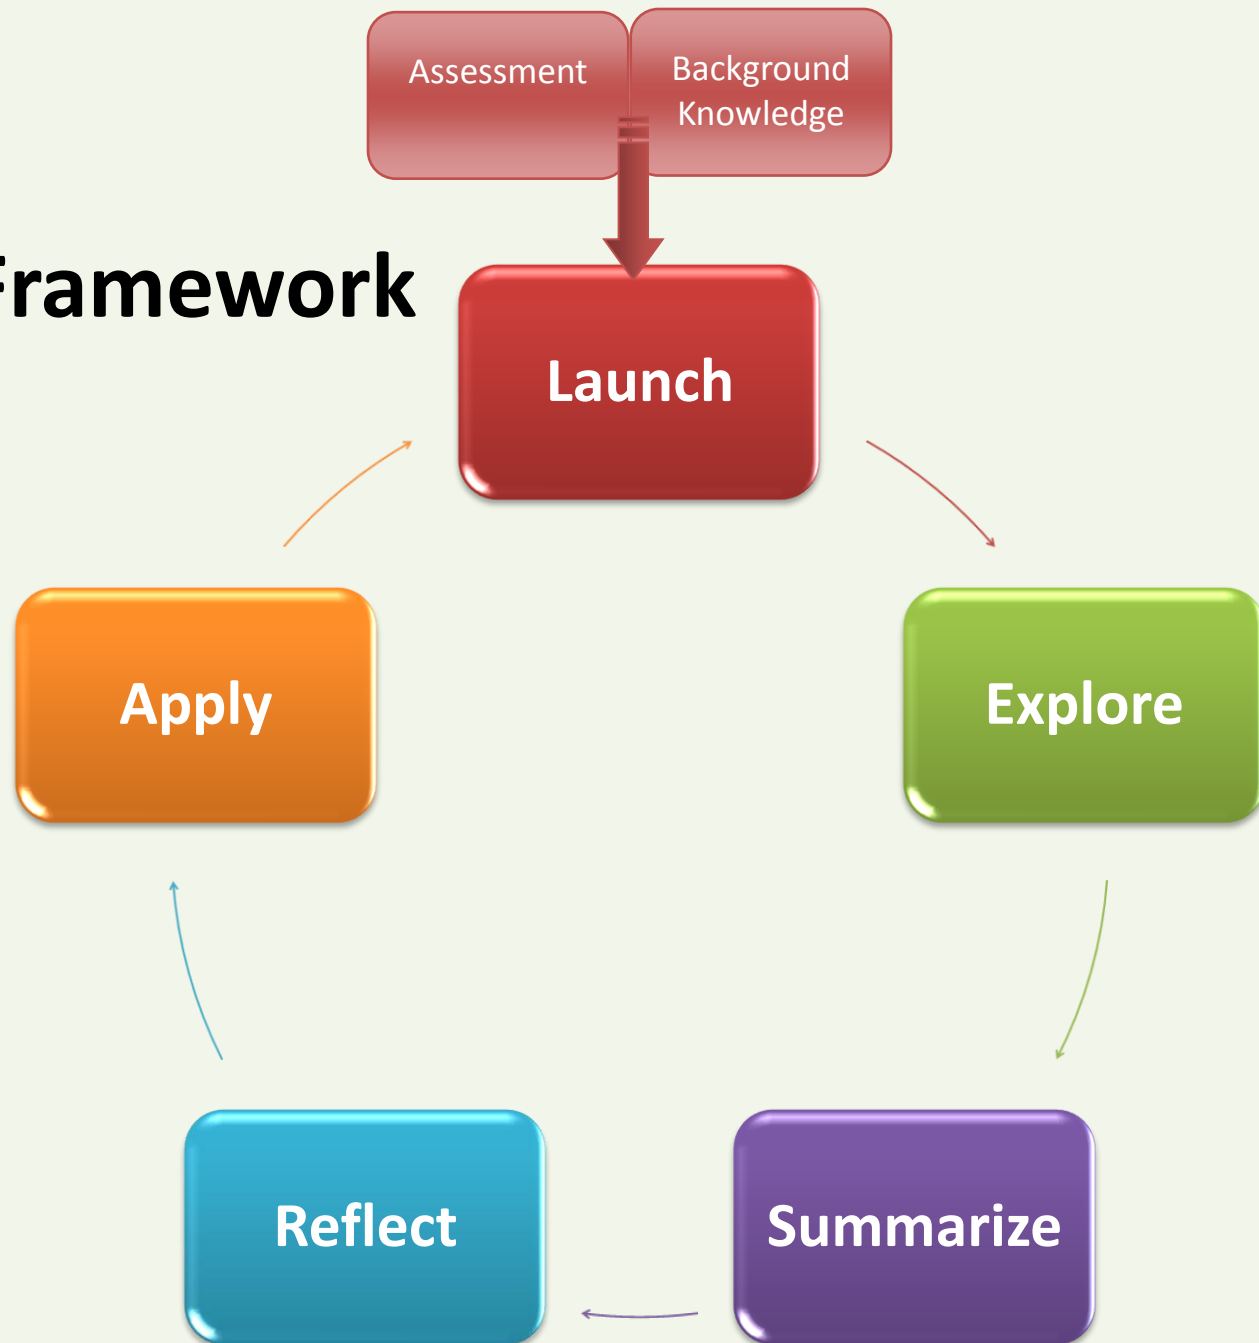 Assessment
Background
Knowledge
Framework
Launch
Apply
Explore
Reflect
Summarize